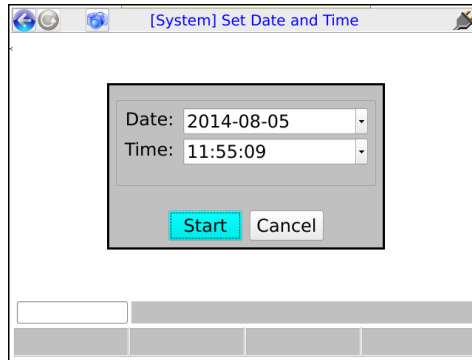 [System] Set Date and Time
Date: 2014-08-05
Time: 11:55:09
Start Cancel